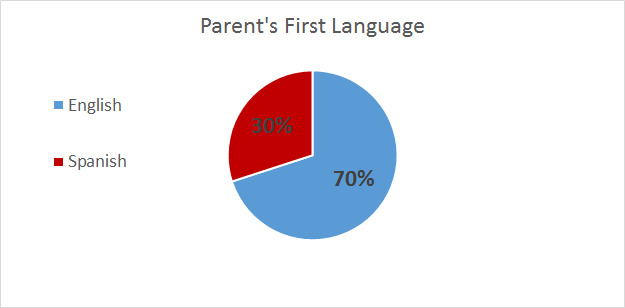 Parent's First Language
English
Spanish
30%
70%